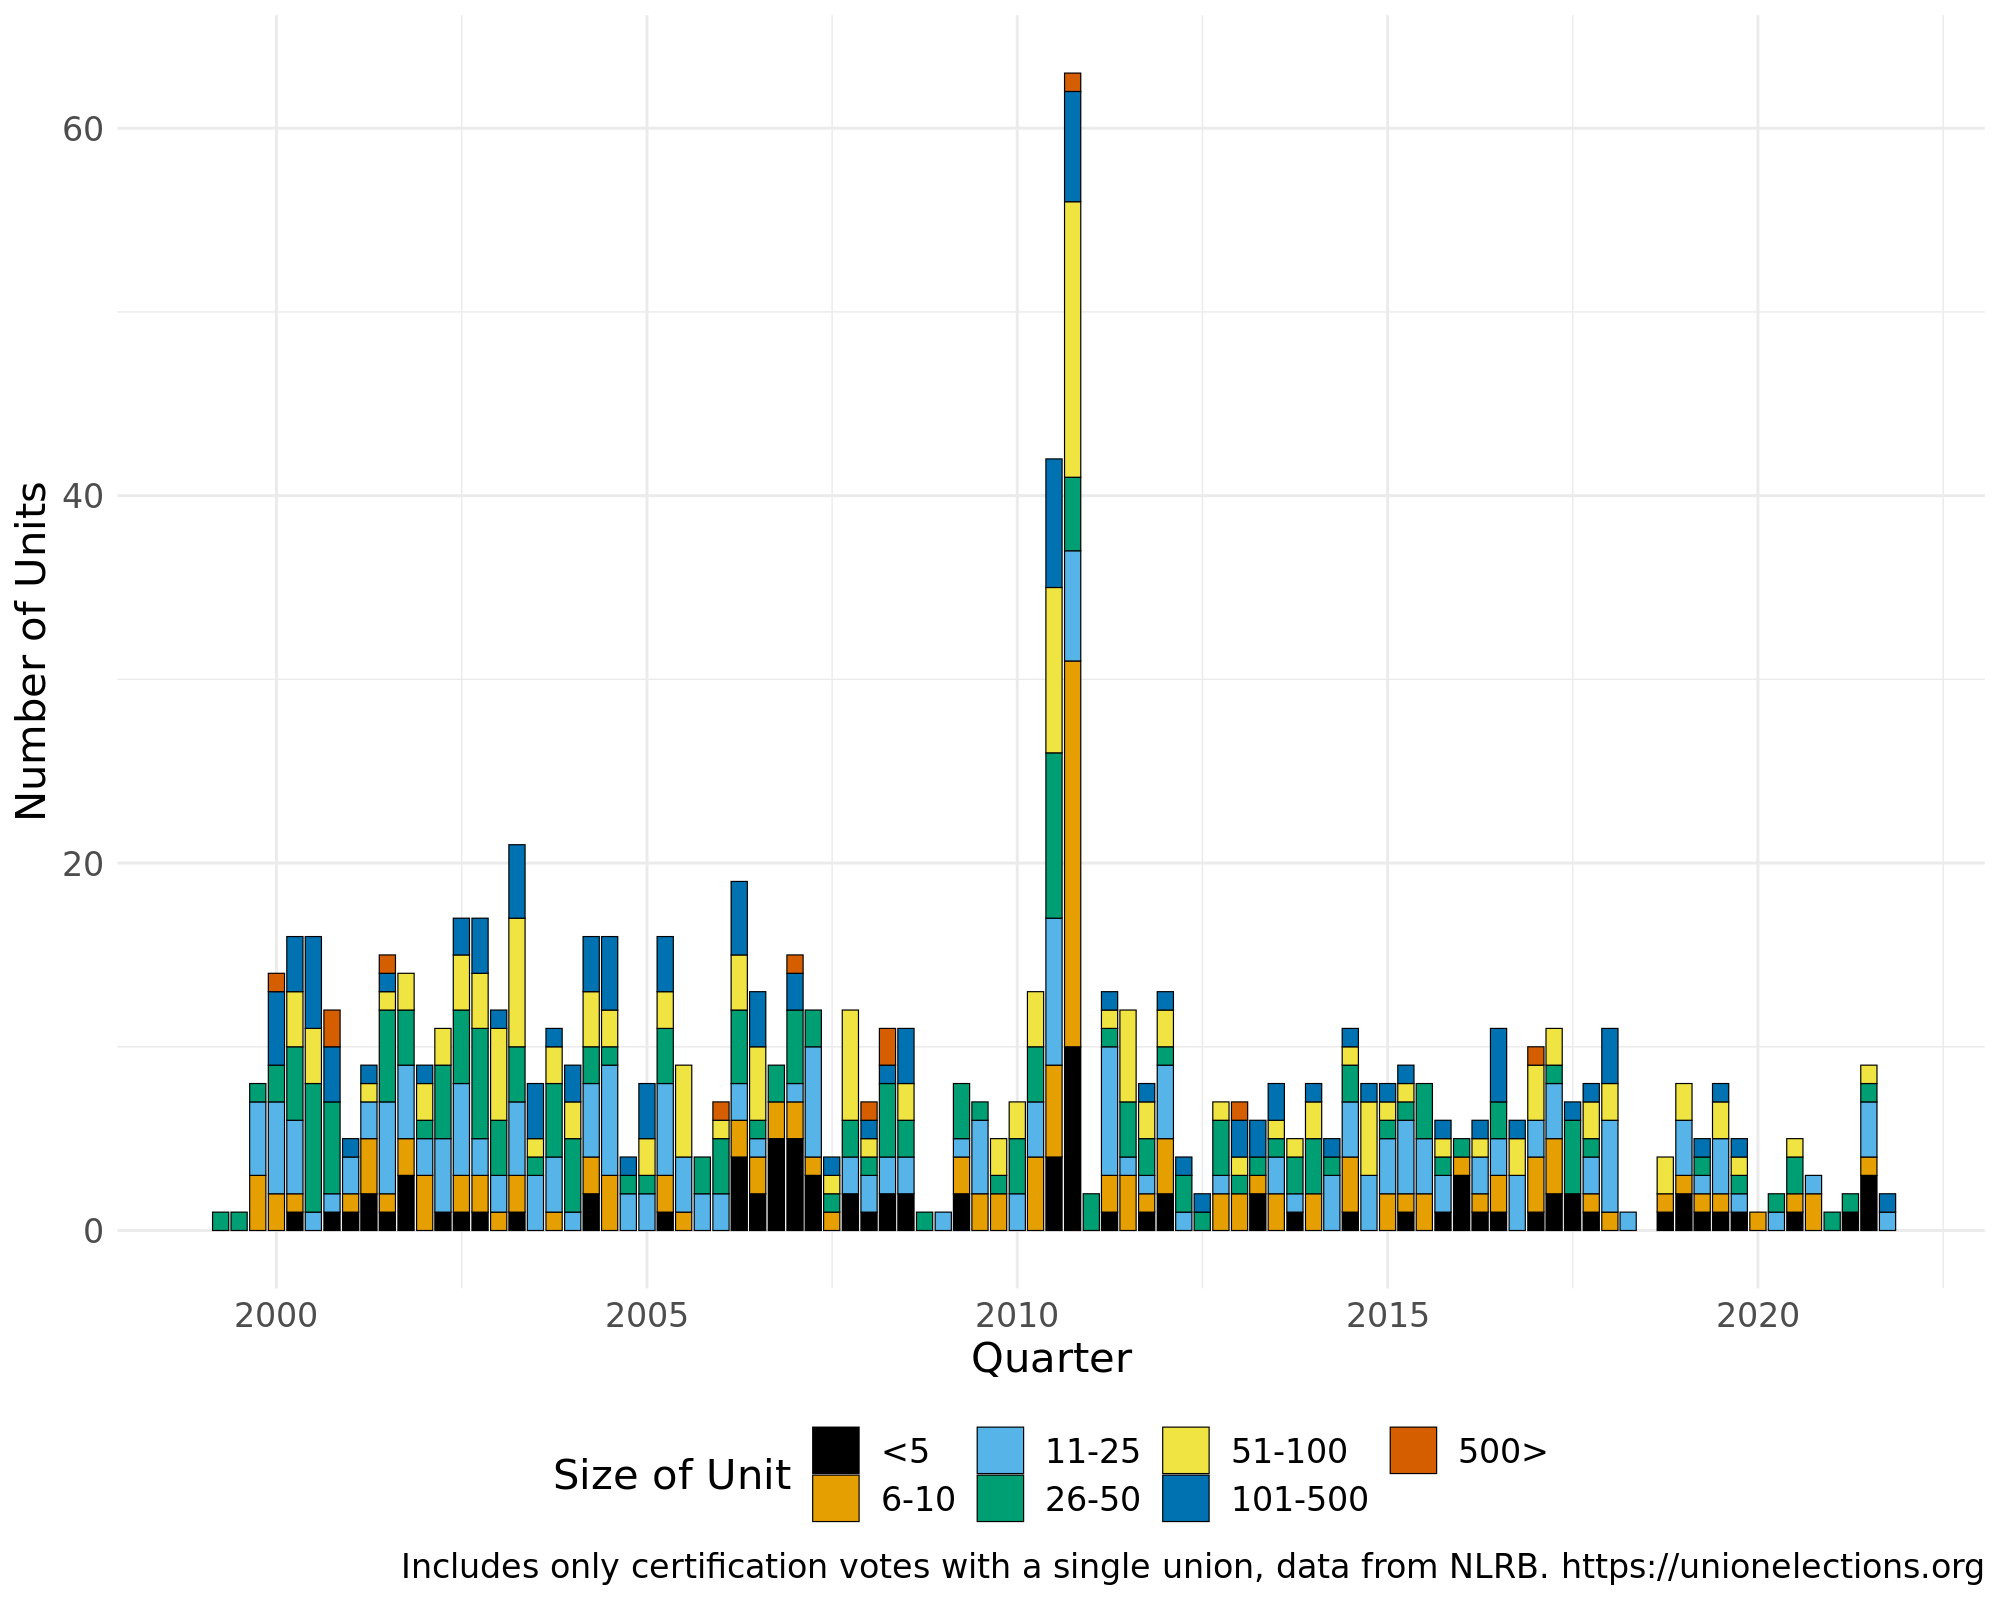 60
40
20
0
Number of Units
2000 2005 2010 2015 2020
Quarter
Size of Unit
<5 11-25 51-100 500>
6-10 26-50 101-500
Includes only certification votes with a single union, data from NLRB. https://unionelections.org